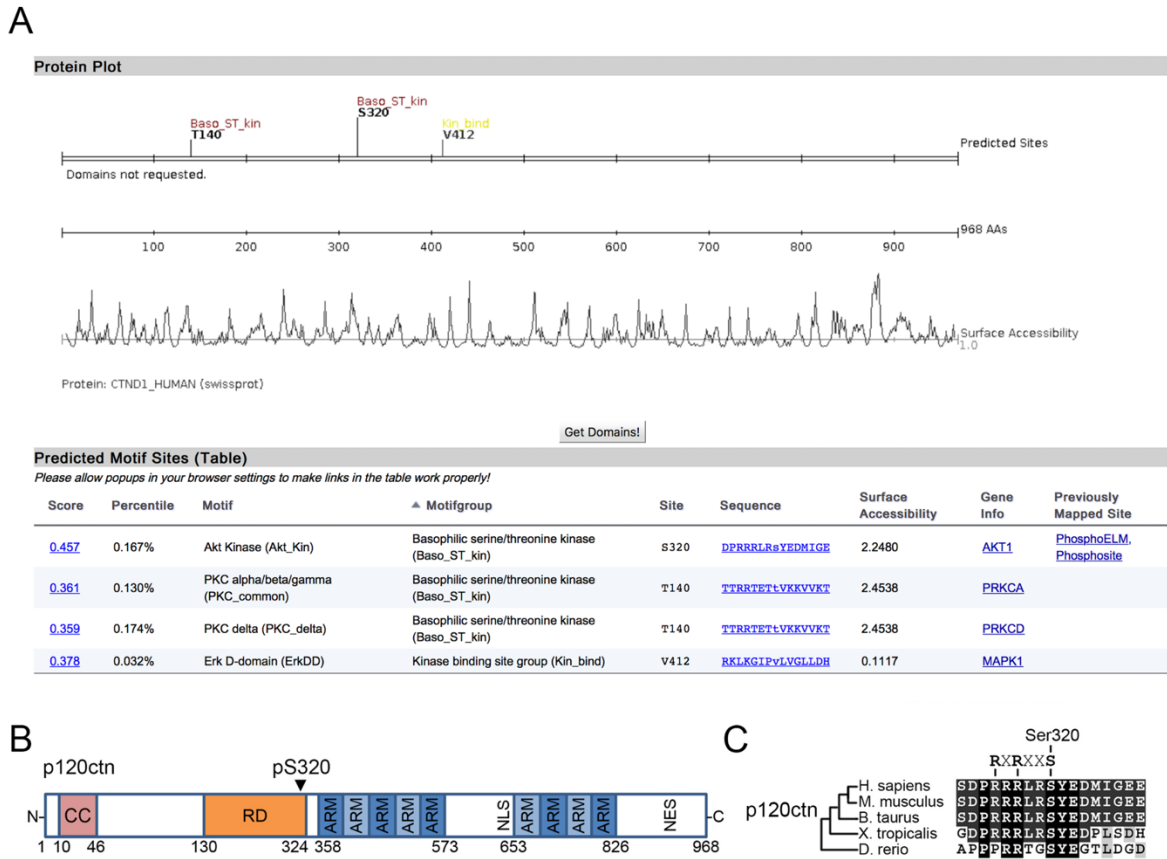 A
Protein Plot
Baso_ST_kin
S320
Baso_ST_kin
T140
Kin_bind
V412
Predicted Sites
Domains not requested.
968 AAs
100 200 300 400 500 600 700 800 900
Surface Accessibility
1.0
Protein: CTND1_HUMAN (swissprot)
Get Domains!
Predicted Motif Sites (Table)
Please allow popups in your browser settings to make links in the table work properly!
Score Percentile Motif ▲ Motifgroup Site Sequence Surface Accessibility Gene Info Previously Mapped Site
0.457 0.167% Akt Kinase (Akt_Kin) Basophilic serine/threonine kinase (Baso_ST_kin) S320 DPRRRLRsYEDMIGE 2.2480 AKT1 PhosphoELM, Phosphosite
0.361 0.130% PKC alpha/beta/gamma (PKC_common) Basophilic serine/threonine kinase (Baso_ST_kin) T140 TTRRTETtVKKVVKT 2.4538 PRKCA
0.359 0.174% PKC delta (PKC_delta) Basophilic serine/threonine kinase (Baso_ST_kin) T140 TTRRTETtVKKVVKT 2.4538 PRKCD
0.378 0.032% Erk D-domain (ErkDD) Kinase binding site group (Kin_bind) V412 RKLKGIPvLVGLLDH 0.1117 MAPK1
B
p120ctn pS320
N- CC RD ARM ARM ARM ARM ARM NLS ARM ARM ARM ARM NES -C
1 10 46 130 324 358 573 653 826 968
C
Ser320
RXRXXS
p120ctn
H. sapiens SDPRRRLRSYEDMIGEE
M. musculus SDPRRRLRSYEDMIGEE
B. taurus SDPRRRLRSYEDMIGEE
X. tropicalis GDPRRRLRSYEDPLSDH
D. rerio APPPRRTGSYEGTLDGD